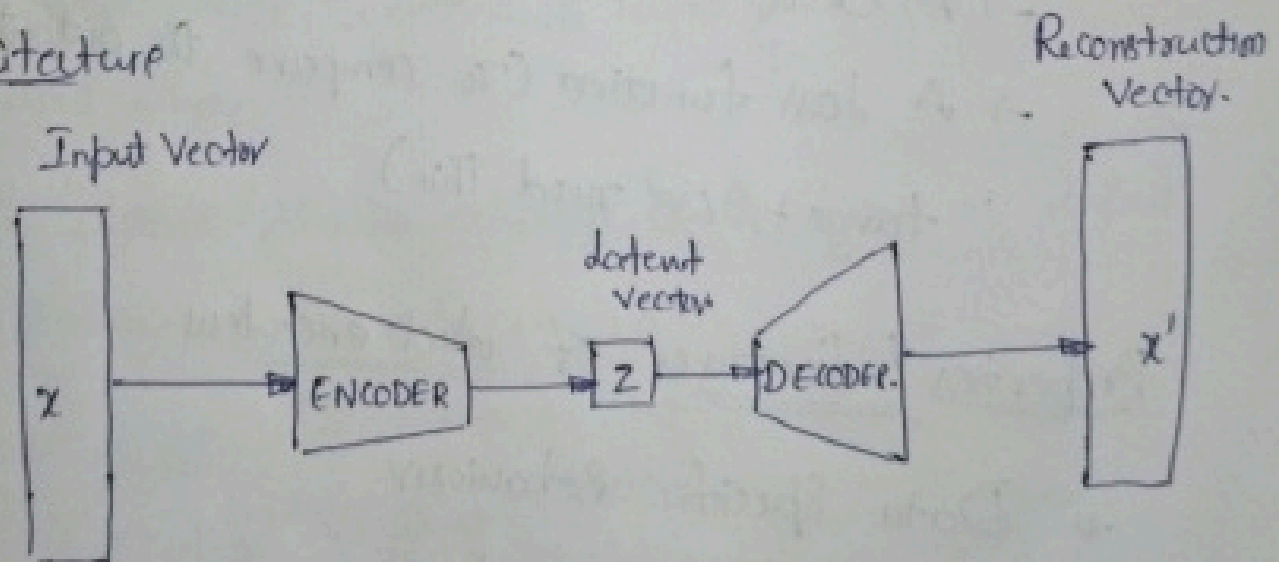 itecture
Reconstruction
Vector.
Input Vector
latent
vector
x
ENCODER
Z
DECODER.
x'